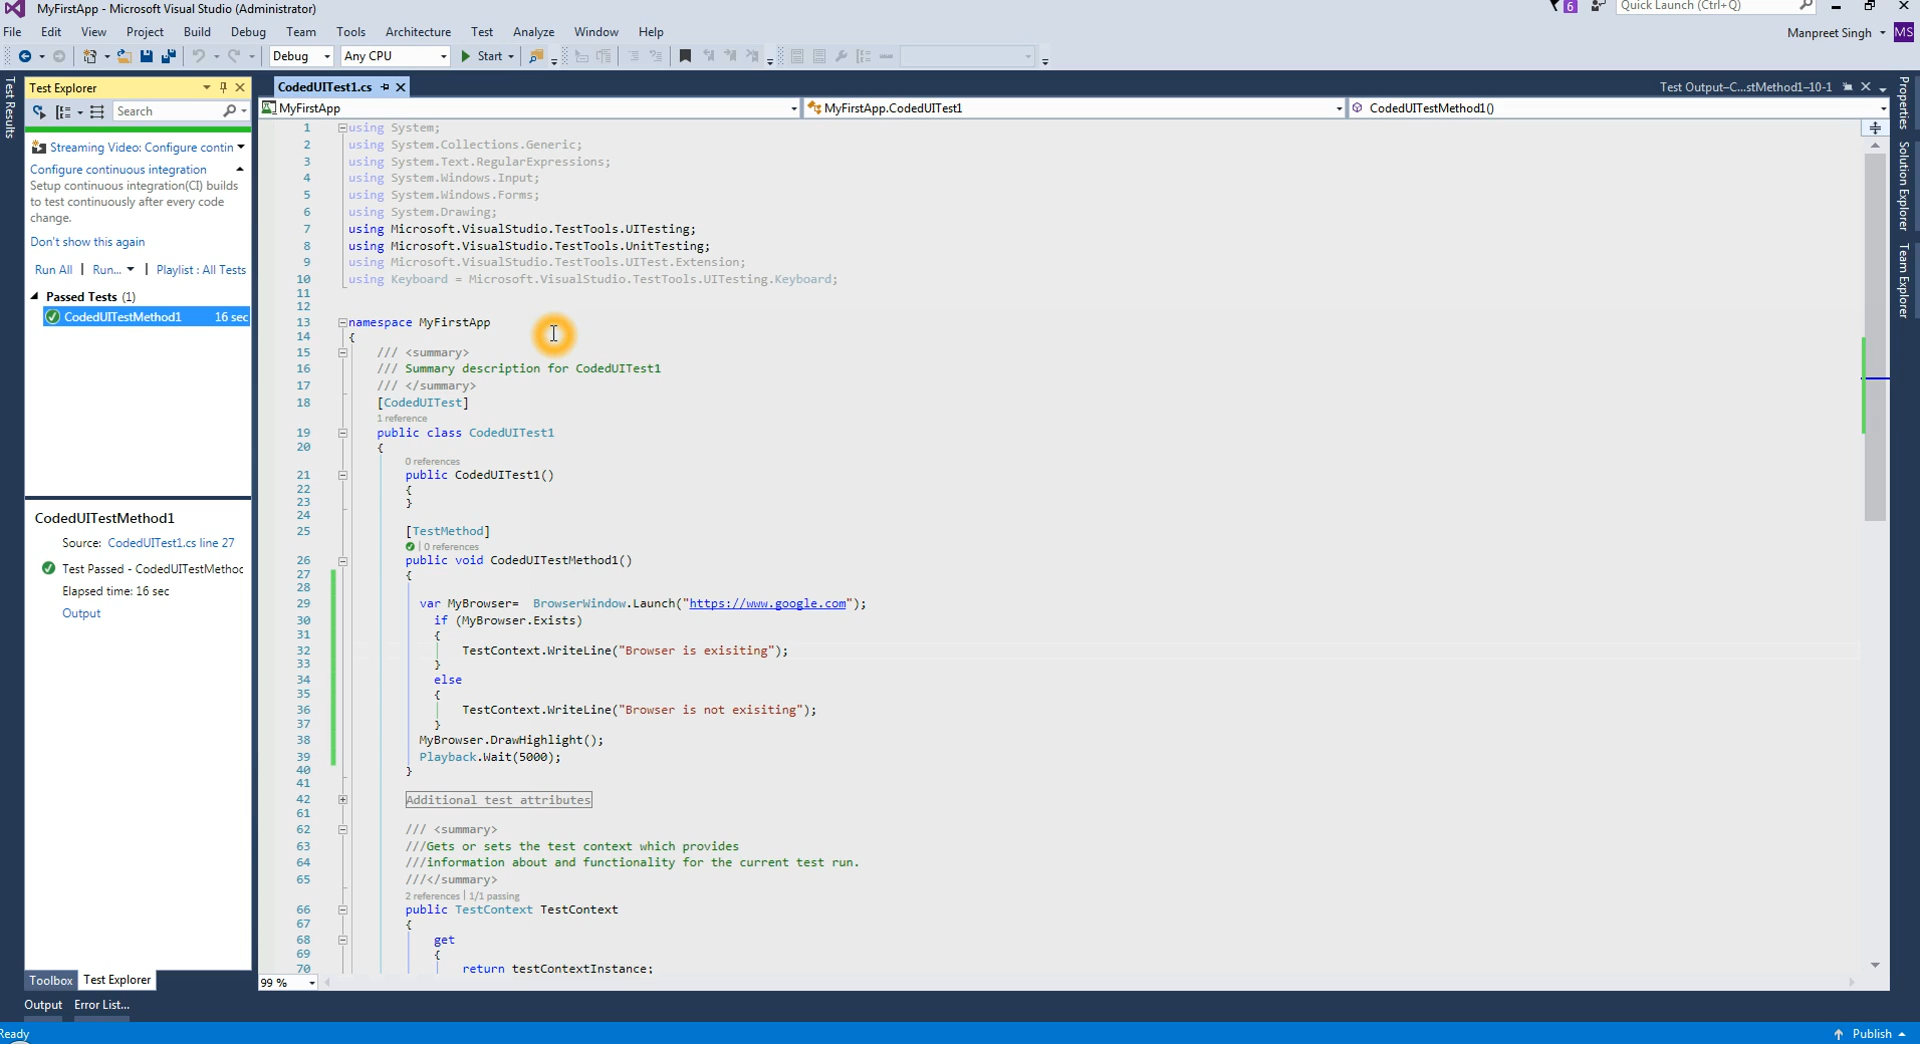 MyFirstApp - Microsoft Visual Studio (Administrator)
6
Quick Launch (Ctrl+Q)
File Edit View Project Build Debug Team Tools Architecture Test Analyze Window Help
Manpreet Singh MS
Debug Any CPU Start
Test Results
Test Explorer
CodedUITest1.cs
Test Output-C...stMethod1-10-1
Search
MyFirstApp
MyFirstApp.CodedUITest1
CodedUITestMethod1()
Properties
Solution Explorer
Team Explorer
Streaming Video: Configure contin
Configure continuous integration
Setup continuous integration(CI) builds
to test continuously after every code
change.
Don't show this again
Run All | Run... | Playlist : All Tests
Passed Tests (1)
CodedUITestMethod1 16 sec
CodedUITestMethod1
Source: CodedUITest1.cs line 27
Test Passed - CodedUITestMethod
Elapsed time: 16 sec
Output
Toolbox Test Explorer
1 using System;
2 using System.Collections.Generic;
3 using System.Text.RegularExpressions;
4 using System.Windows.Input;
5 using System.Windows.Forms;
6 using System.Drawing;
7 using Microsoft.VisualStudio.TestTools.UITesting;
8 using Microsoft.VisualStudio.TestTools.UnitTesting;
9 using Microsoft.VisualStudio.TestTools.UITest.Extension;
10 using Keyboard = Microsoft.VisualStudio.TestTools.UITesting.Keyboard;
11
12
13 namespace MyFirstApp
14 {
15 /// <summary>
16 /// Summary description for CodedUITest1
17 /// </summary>
18 [CodedUITest]
1 reference
19 public class CodedUITest1
20 {
0 references
21 public CodedUITest1()
22 {
23 }
24
25 [TestMethod]
| 0 references
26 public void CodedUITestMethod1()
27 {
28
29 var MyBrowser= BrowserWindow.Launch("https://www.google.com");
30 if (MyBrowser.Exists)
31 {
32 TestContext.WriteLine("Browser is exisiting");
33 }
34 else
35 {
36 TestContext.WriteLine("Browser is not exisiting");
37 }
38 MyBrowser.DrawHighlight();
39 Playback.Wait(5000);
40 }
41
42 Additional test attributes
61
62 /// <summary>
63 ///Gets or sets the test context which provides
64 ///information about and functionality for the current test run.
65 ///</summary>
2 references | 1/1 passing
66 public TestContext TestContext
67 {
68 get
69 {
70 return testContextInstance;
99 %
Output Error List...
Ready
Publish